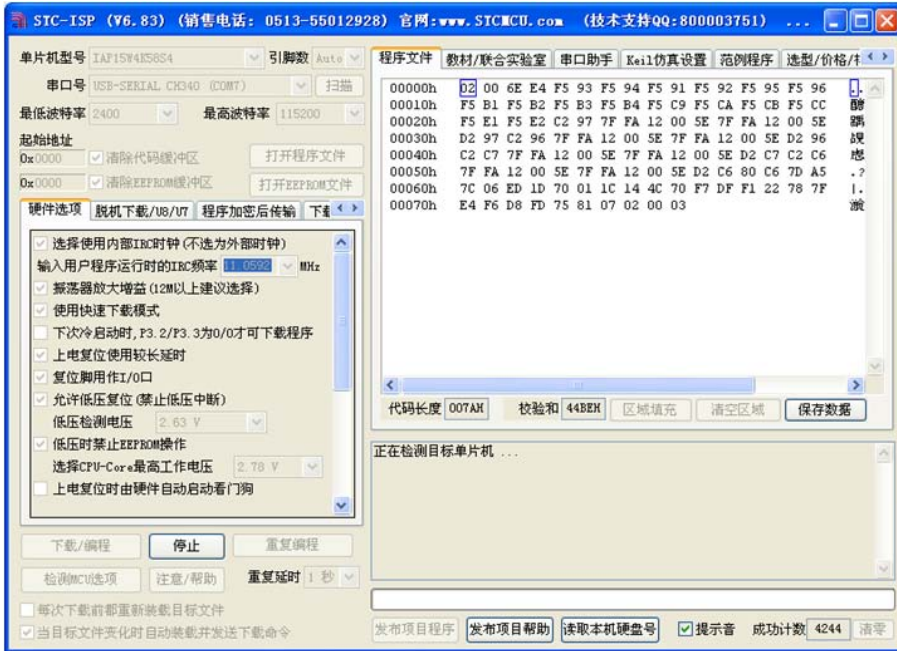 STC-ISP (V6.83) (销售电话: 0513-55012928) 官网:www.STCMCU.com (技术支持QQ:800003751) ...
单片机型号 IAP15W4K58S4 引脚数 Auto
串口号 USB-SERIAL CH340 (COM7) 扫描
最低波特率 2400 最高波特率 115200
起始地址
0x0000 清除代码缓冲区 打开程序文件
0x0000 清除EEPROM缓冲区 打开EEPROM文件
硬件选项 脱机下载/U8/U7 程序加密后传输
选择使用内部IRC时钟(不选为外部时钟)
输入用户程序运行时的IRC频率 11.0592 MHz
振荡器放大增益(12M以上建议选择)
使用快速下载模式
下次冷启动时,P3.2/P3.3为0/0才可下载程序
上电复位使用较长延时
复位脚用作I/O口
允许低压复位(禁止低压中断)
低压检测电压 2.63 V
低压时禁止EEPROM操作
选择CPU-Core最高工作电压 2.78 V
上电复位时由硬件自动启动看门狗
下载/编程 停止 重复编程
检测MCU选项 注意/帮助 重复延时 1 秒
每次下载前都重新装载目标文件
当目标文件变化时自动装载并发送下载命令
程序文件 教材/联合实验室 串口助手 Keil仿真设置 范例程序 选型/价格/
00000h 02 00 6E E4 F5 93 F5 94 F5 91 F5 92 F5 95 F5 96 ..
00010h F5 B1 F5 B2 F5 B3 F5 B4 F5 C9 F5 CA F5 CB F5 CC
00020h F5 E1 F5 E2 C2 97 7F FA 12 00 5E 7F FA 12 00 5E
00030h D2 97 C2 96 7F FA 12 00 5E 7F FA 12 00 5E D2 96
00040h C2 C7 7F FA 12 00 5E 7F FA 12 00 5E D2 C7 C2 C6
00050h 7F FA 12 00 5E 7F FA 12 00 5E D2 C6 80 C6 7D A5 .?
00060h 7C 06 ED 1D 70 01 1C 14 4C 70 F7 DF F1 22 78 7F |.
00070h E4 F6 D8 FD 75 81 07 02 00 03
代码长度 007AH 校验和 44BEH 区域填充 清空区域 保存数据
正在检测目标单片机 ...
发布项目程序 发布项目帮助 读取本机硬盘号 提示音 成功计数 4244 清零